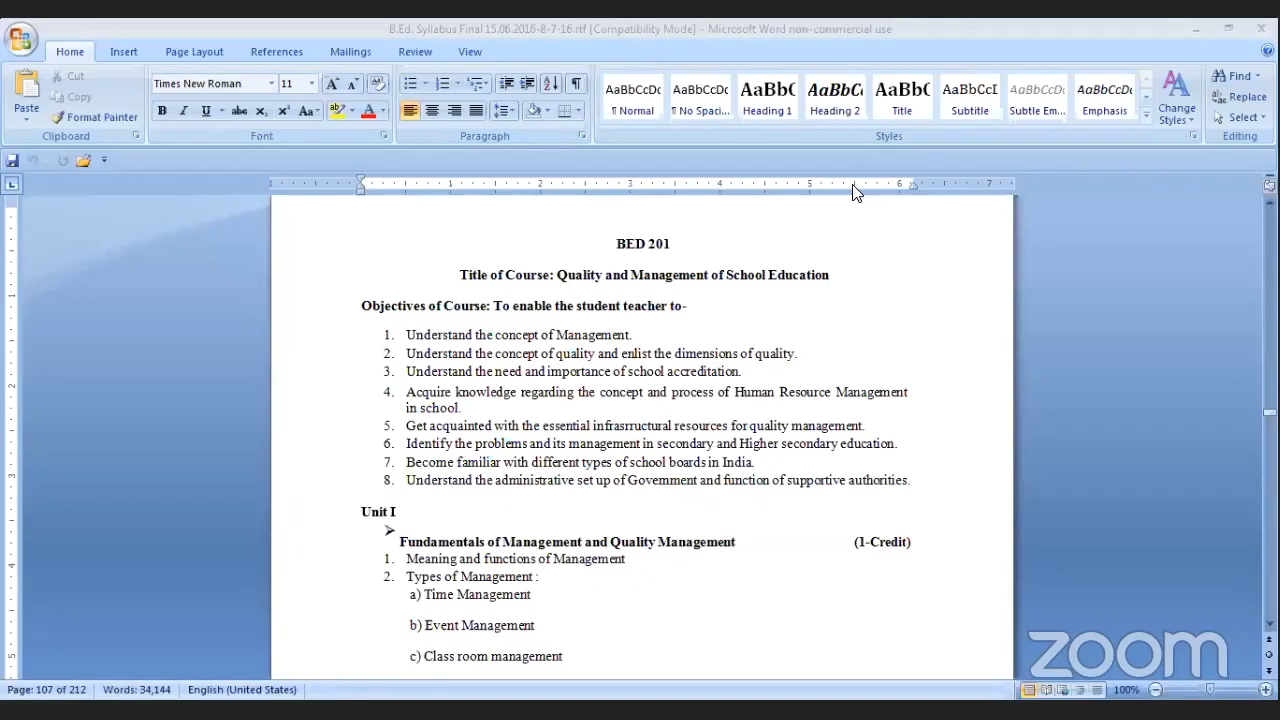 B.Ed. Syllabus Final 15.06.2016-8-7-16.rtf [Compatibility Mode] - Microsoft Word non-commercial use
Home Insert Page Layout References Mailings Review View
Paste
Cut
Copy
Format Painter
Clipboard
Times New Roman 11
Font
Paragraph
AaBbCcDc AaBbCcDc AaBbC AaBbCc AaBbC AaBbCcI AaBbCcDc AaBbCcDc
¶ Normal ¶ No Spaci... Heading 1 Heading 2 Title Subtitle Subtle Em... Emphasis
Change Styles
Styles
Find
Replace
Select
Editing
1 1 2 3 4 5 6 7
BED 201
Title of Course: Quality and Management of School Education
Objectives of Course: To enable the student teacher to-
1. Understand the concept of Management.
2. Understand the concept of quality and enlist the dimensions of quality.
3. Understand the need and importance of school accreditation.
4. Acquire knowledge regarding the concept and process of Human Resource Management
in school.
5. Get acquainted with the essential infrasrructural resources for quality management.
6. Identify the problems and its management in secondary and Higher secondary education.
7. Become familiar with different types of school boards in India.
8. Understand the administrative set up of Government and function of supportive authorities.
Unit I
➢
Fundamentals of Management and Quality Management (1-Credit)
1. Meaning and functions of Management
2. Types of Management :
a) Time Management
b) Event Management
c) Class room management
zoom
Page: 107 of 212 Words: 34,144 English (United States) 100%